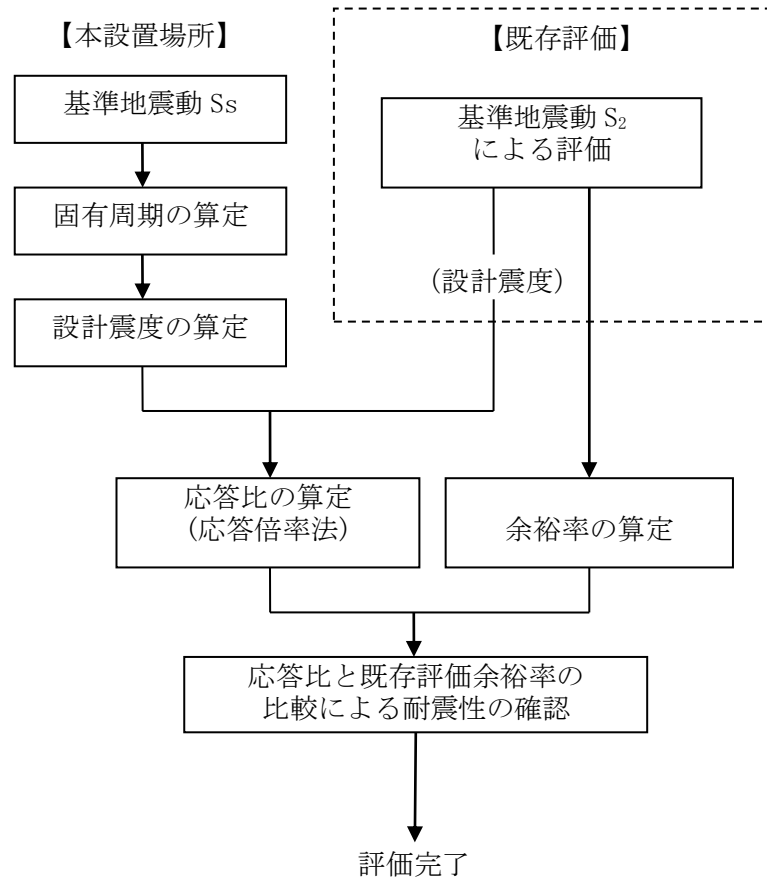 【本設置場所】
【既存評価】
基準地震動 Ss
基準地震動 S₂
による評価
固有周期の算定
(設計震度)
設計震度の算定
応答比の算定
(応答倍率法)
余裕率の算定
応答比と既存評価余裕率の
比較による耐震性の確認
評価完了